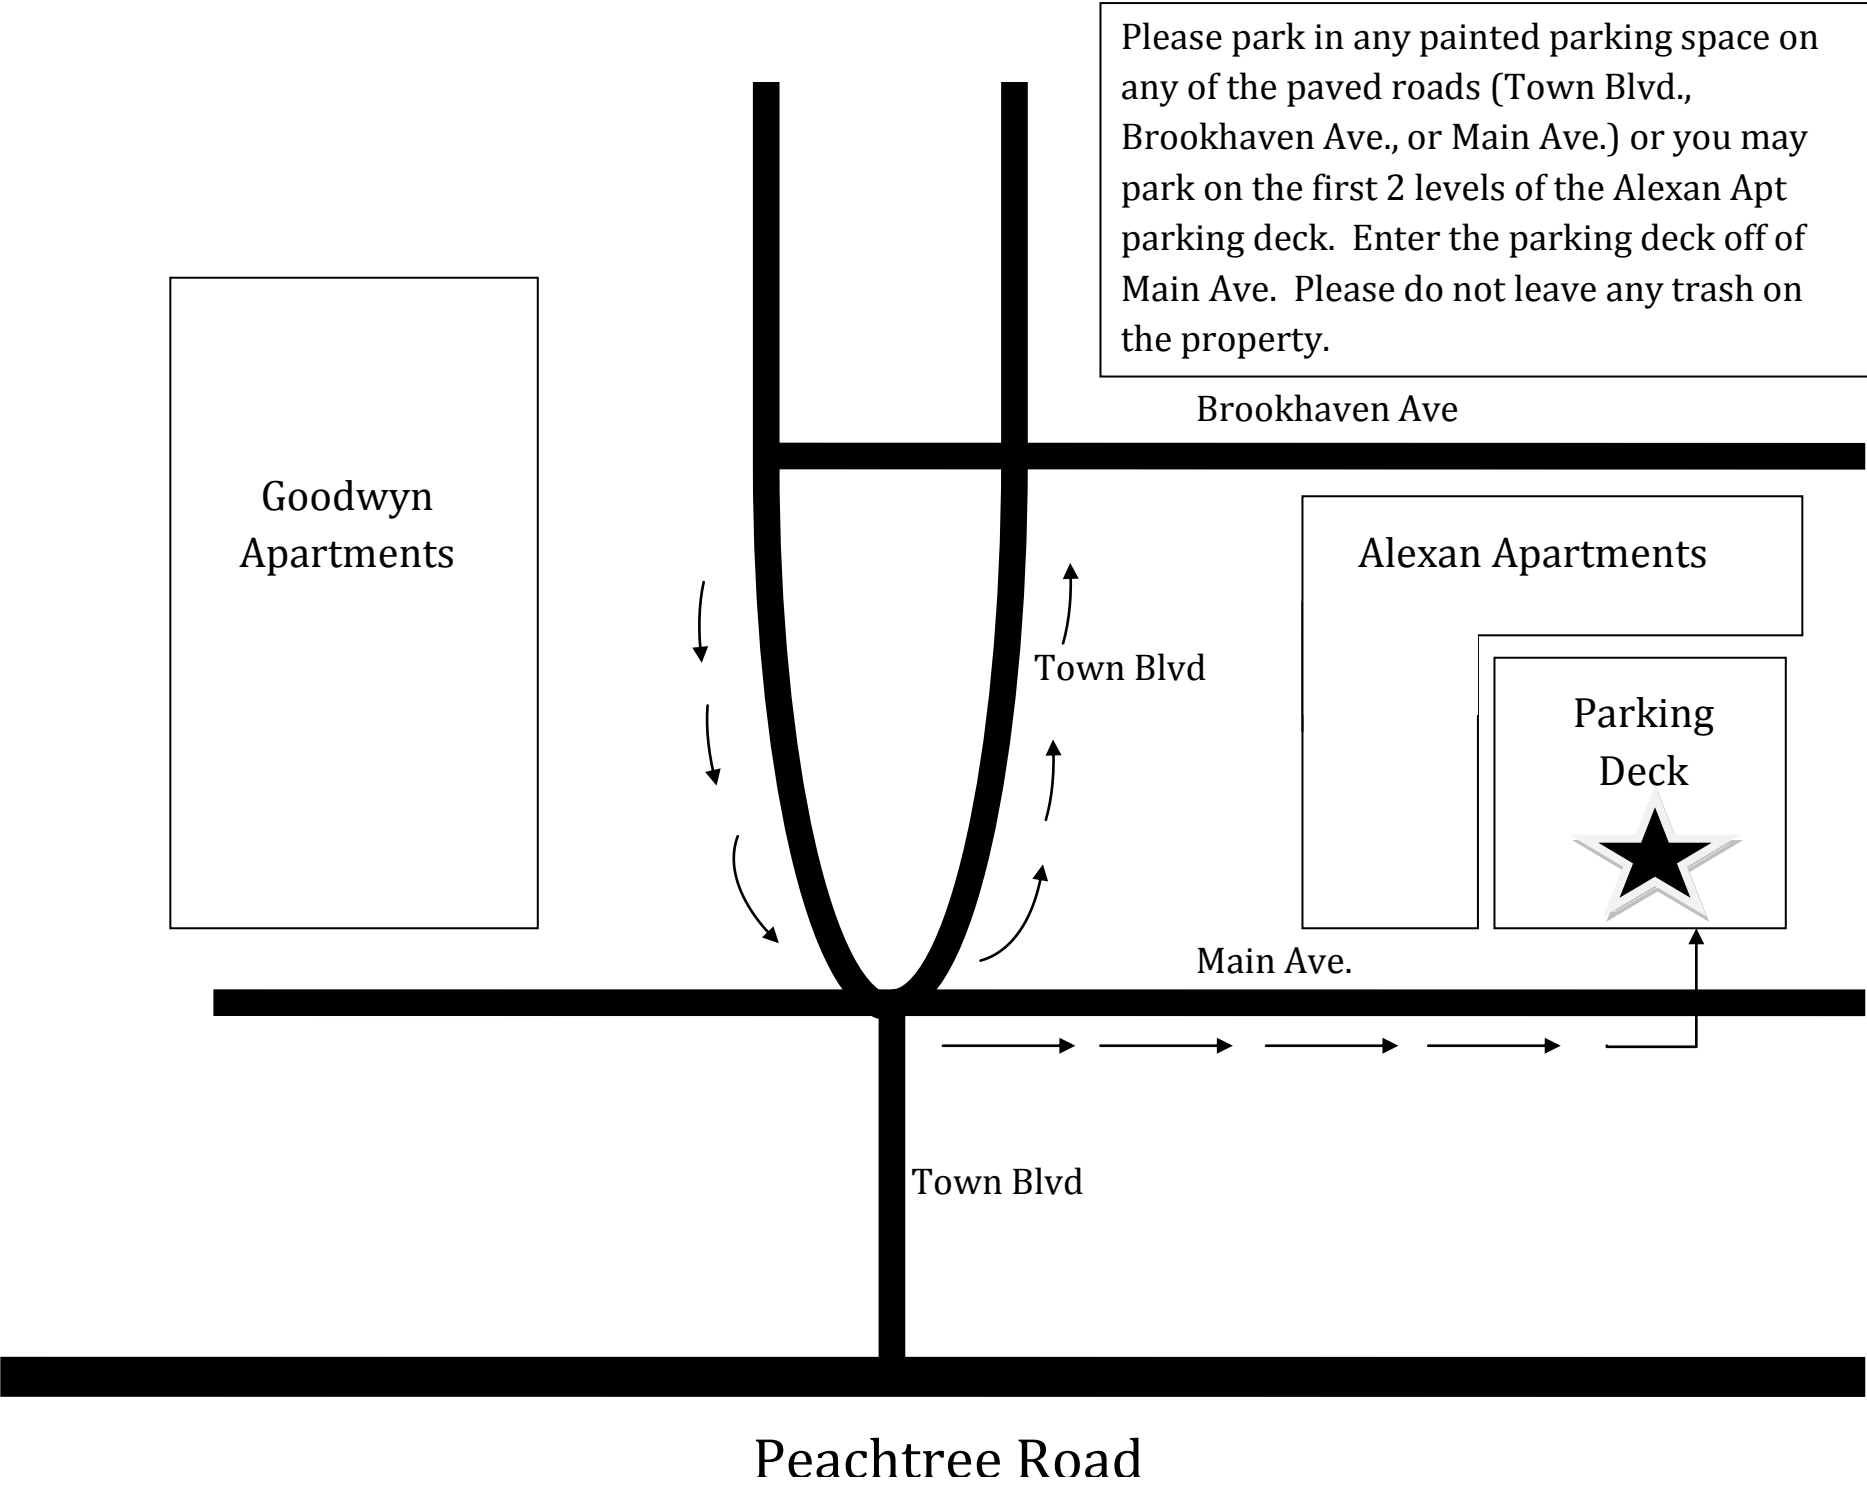 Please park in any painted parking space on
any of the paved roads (Town Blvd.,
Brookhaven Ave., or Main Ave.) or you may
park on the first 2 levels of the Alexan Apt
parking deck.  Enter the parking deck off of
Main Ave.  Please do not leave any trash on
the property.
Brookhaven Ave
Goodwyn
Apartments
Alexan Apartments
Town Blvd
Parking
Deck
Main Ave.
Town Blvd
Peachtree Road